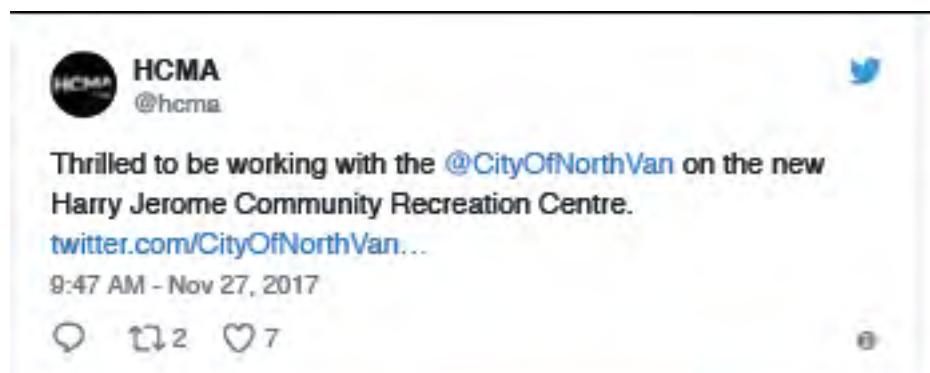 HCMA
HCMA
@hcma
Thrilled to be working with the @CityOfNorthVan on the new
Harry Jerome Community Recreation Centre.
twitter.com/CityOfNorthVan…
9:47 AM - Nov 27, 2017
2 7